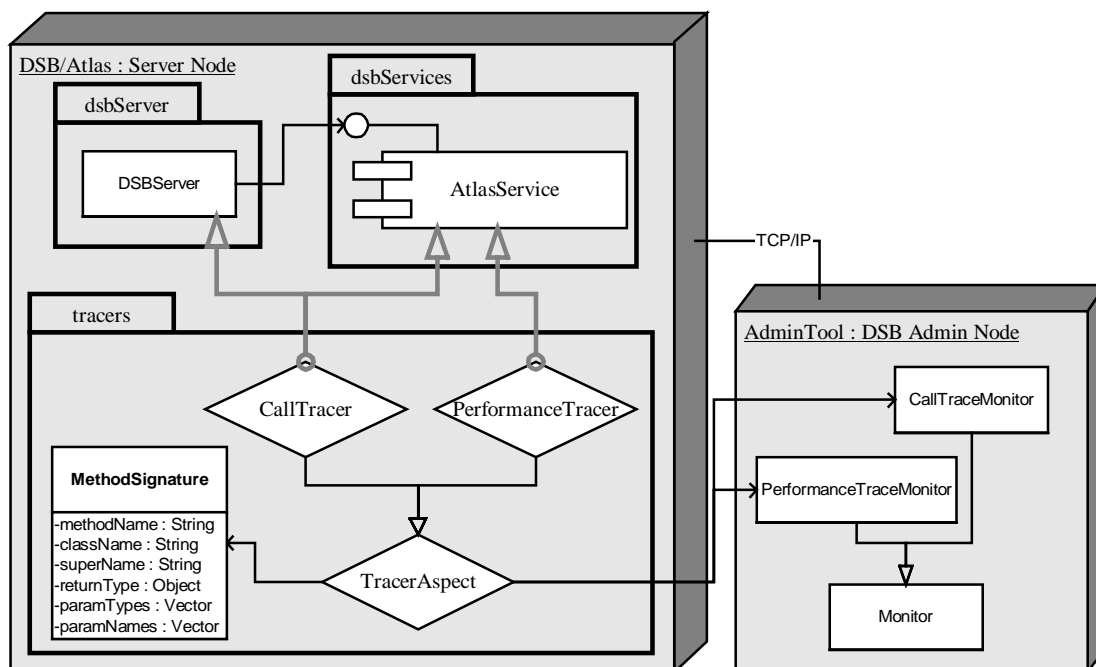 DSB/Atlas : Server Node
dsbServer
DSBServer
dsbServices
AtlasService
TCP/IP
tracers
CallTracer
PerformanceTracer
MethodSignature
-methodName : String
-className : String
-superName : String
-returnType : Object
-paramTypes : Vector
-paramNames : Vector
TracerAspect
AdminTool : DSB Admin Node
CallTraceMonitor
PerformanceTraceMonitor
Monitor